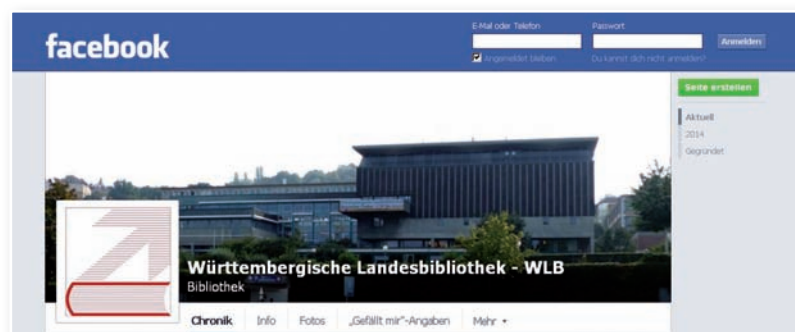 E-Mail oder Telefon
Passwort
facebook
Anmelden
Angemeldet bleiben
Du kannst dich nicht anmelden?
Seite erstellen
Aktuell
2014
Gegründet
Württembergische Landesbibliothek - WLB
Bibliothek
Chronik Info Fotos „Gefällt mir“-Angaben Mehr